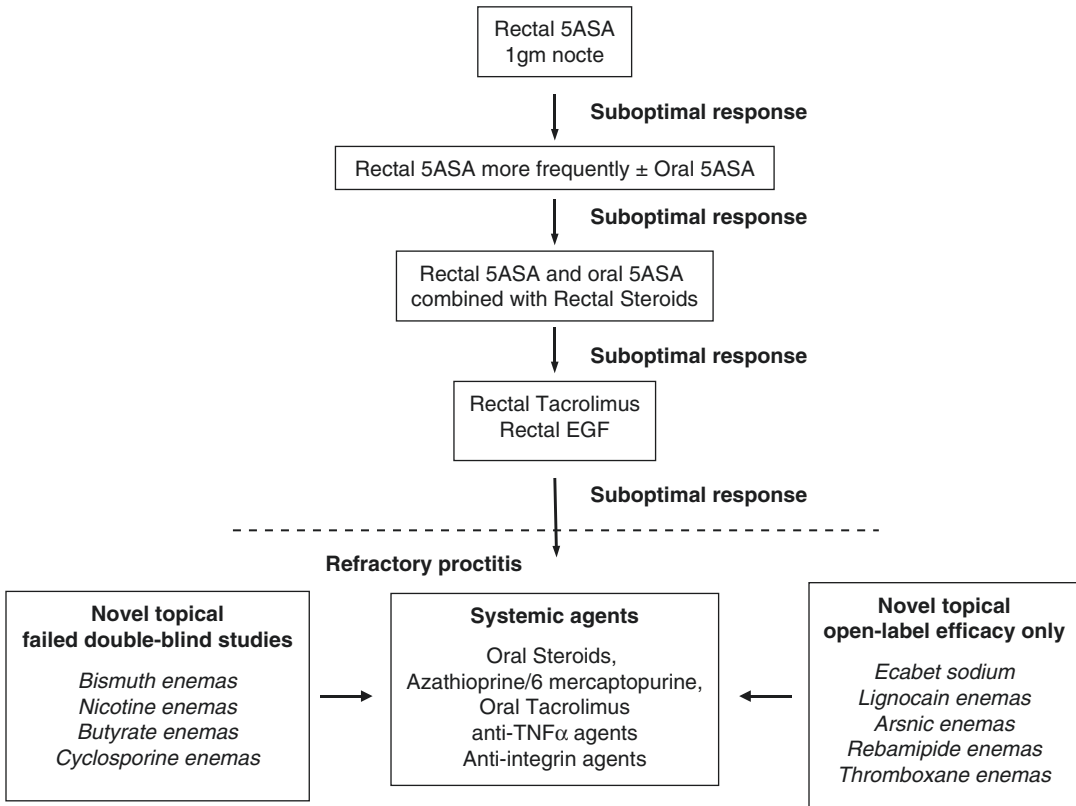 Rectal 5ASA
1gm nocte
Suboptimal response
Rectal 5ASA more frequently ± Oral 5ASA
Suboptimal response
Rectal 5ASA and oral 5ASA
combined with Rectal Steroids
Suboptimal response
Rectal Tacrolimus
Rectal EGF
Suboptimal response
Refractory proctitis
Novel topical
failed double-blind studies
Bismuth enemas
Nicotine enemas
Butyrate enemas
Cyclosporine enemas
Systemic agents
Oral Steroids,
Azathioprine/6 mercaptopurine,
Oral Tacrolimus
anti-TNFα agents
Anti-integrin agents
Novel topical
open-label efficacy only
Ecabet sodium
Lignocain enemas
Arsnic enemas
Rebamipide enemas
Thromboxane enemas